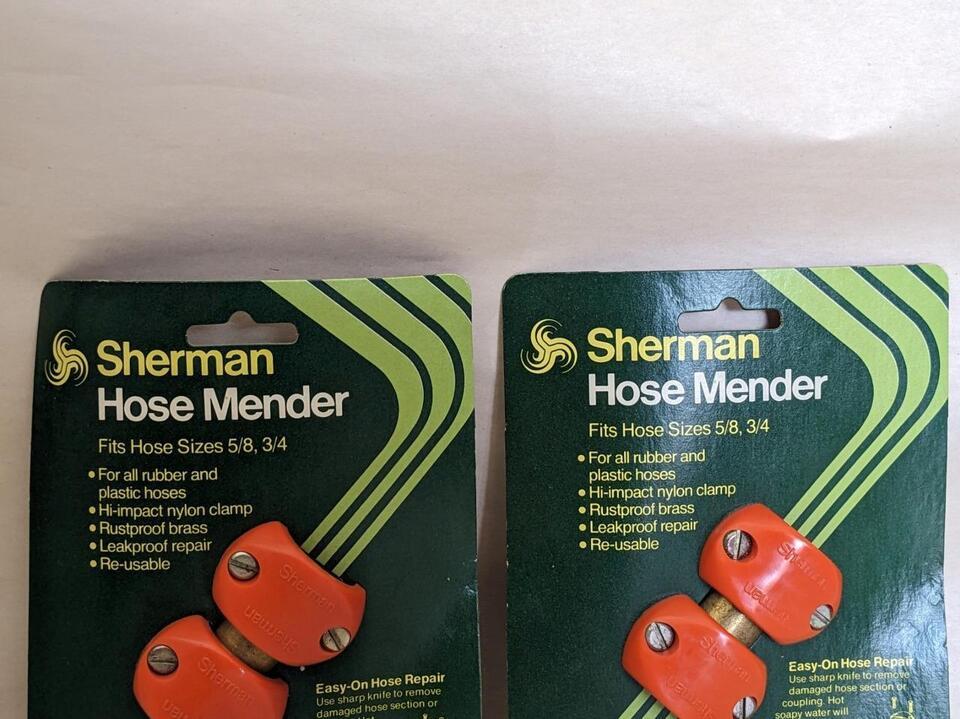 Sherman
Hose Mender
Fits Hose Sizes 5/8, 3/4
• For all rubber and
plastic hoses
• Hi-impact nylon clamp
• Rustproof brass
• Leakproof repair
• Re-usable
Sherman
Sherman
Sherman
Easy-On Hose Repair
Use sharp knife to remove
damaged hose section or
Sherman
Hose Mender
Fits Hose Sizes 5/8, 3/4
• For all rubber and
plastic hoses
• Hi-impact nylon clamp
• Rustproof brass
• Leakproof repair
• Re-usable
Sherman
Sherman
Sherman
Sherman
Easy-On Hose Repair
Use sharp knife to remove
damaged hose section or
coupling. Hot
soapy water will